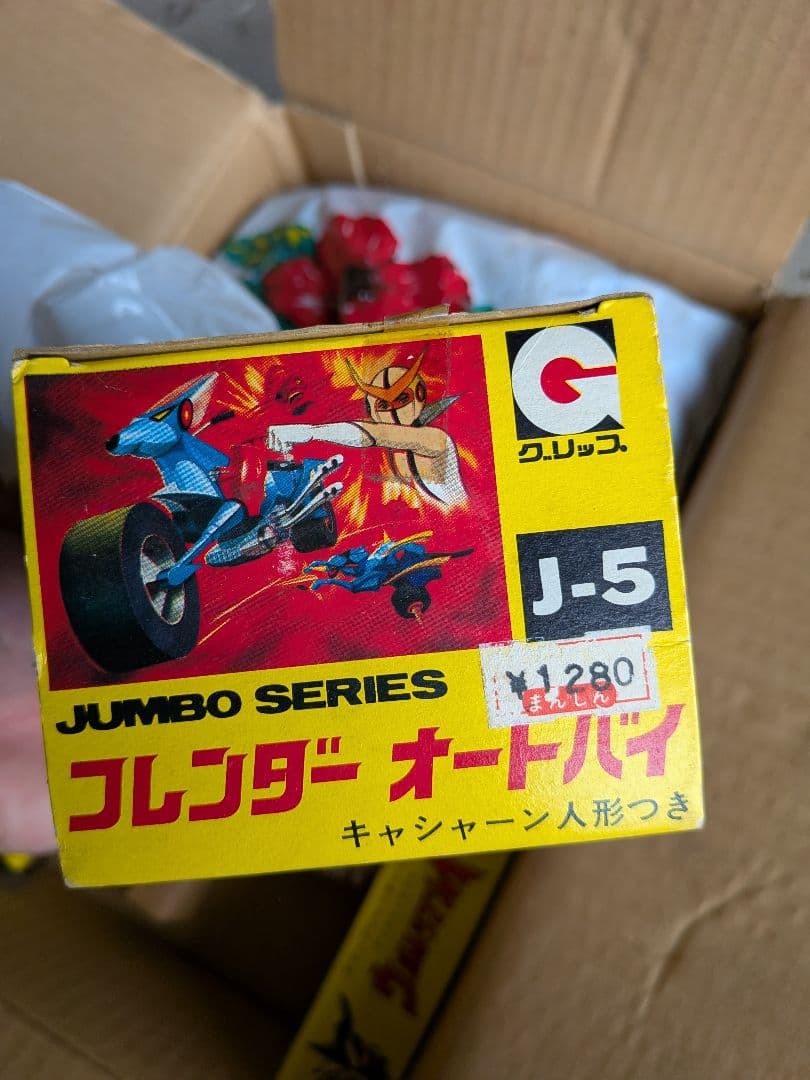 グリップ
J-5
¥1,280
まんしん
JUMBO SERIES
フレンダー オートバイ
キャシャーン人形つき